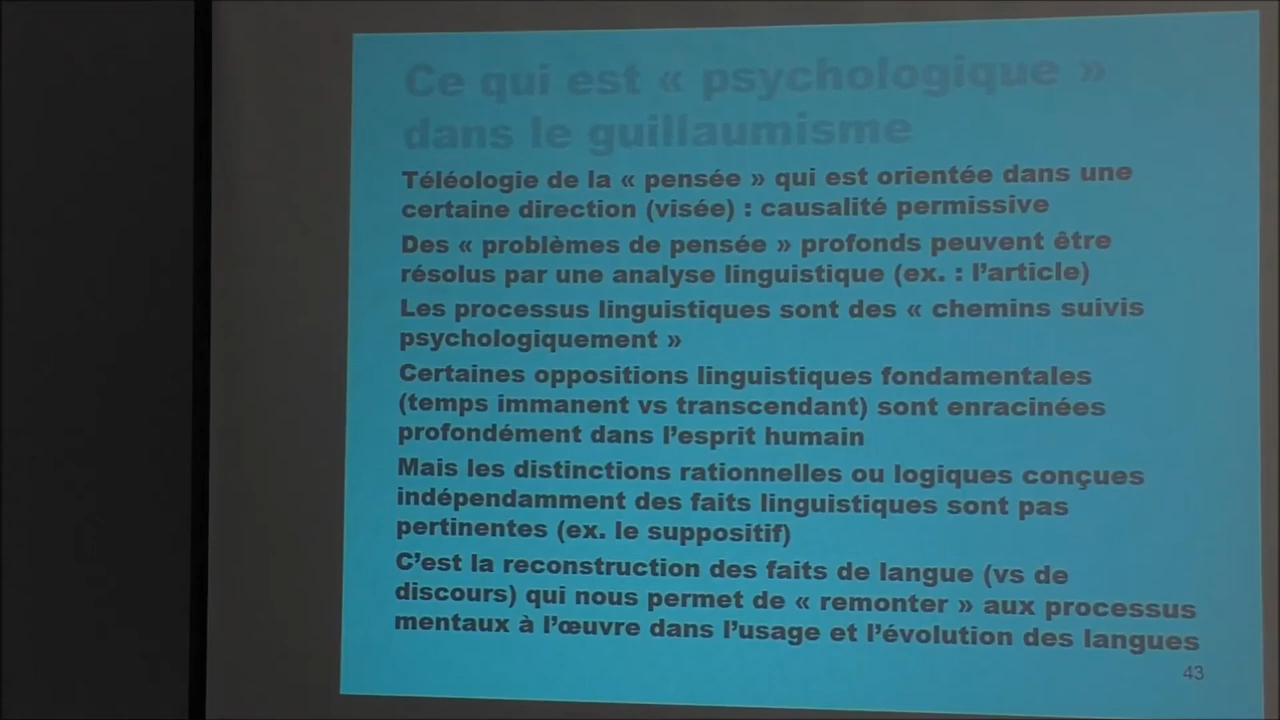 Ce qui est « psychologique »
dans le guillaumisme
Téléologie de la « pensée » qui est orientée dans une
certaine direction (visée) : causalité permissive
Des « problèmes de pensée » profonds peuvent être
résolus par une analyse linguistique (ex. : l’article)
Les processus linguistiques sont des « chemins suivis
psychologiquement »
Certaines oppositions linguistiques fondamentales
(temps immanent vs transcendant) sont enracinées
profondément dans l’esprit humain
Mais les distinctions rationnelles ou logiques conçues
indépendamment des faits linguistiques sont pas
pertinentes (ex. le suppositif)
C’est la reconstruction des faits de langue (vs de
discours) qui nous permet de « remonter » aux processus
mentaux à l’œuvre dans l’usage et l’évolution des langues
43